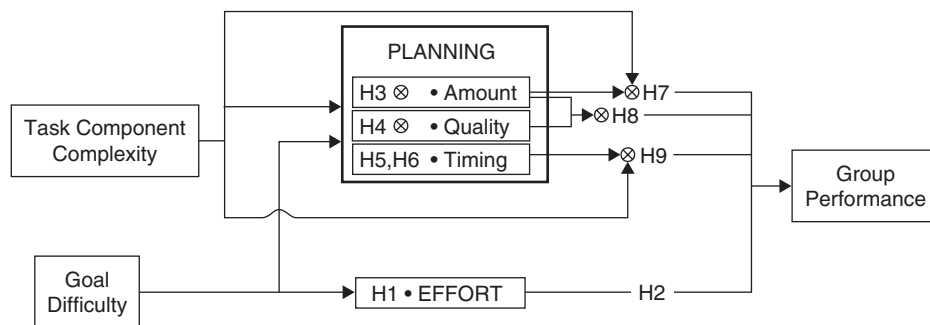 PLANNING
H3 ⊗ • Amount
H4 ⊗ • Quality
H5,H6 • Timing
⊗ H7
⊗ H8
⊗ H9
Task Component
Complexity
Group
Performance
Goal
Difficulty
H1 • EFFORT
H2